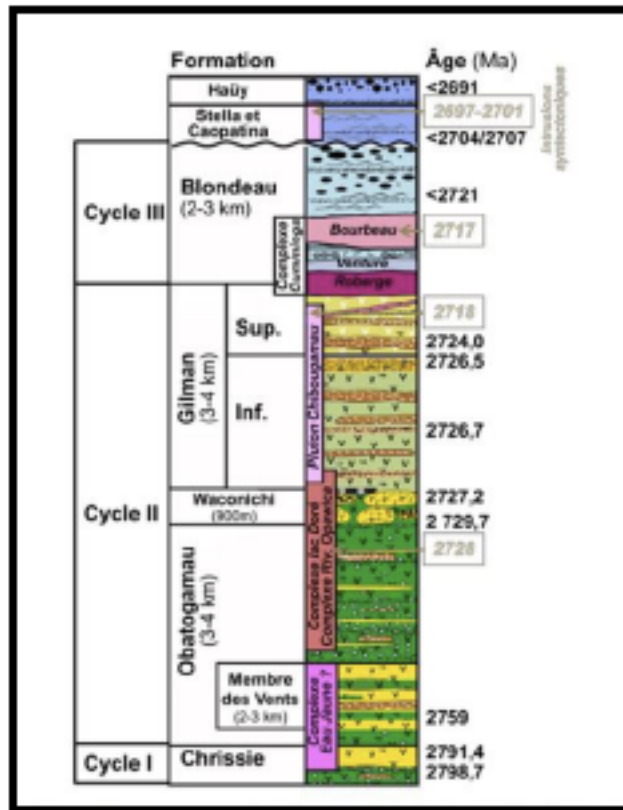 Formation
Âge (Ma)
Haüy
<2691
Stella et
Caopatina
2697-2701
<2704/2707
Intrusions
syntectoniques
Cycle III
Blondeau
(2-3 km)
<2721
Complexe
Cummings
Bourbeau
2717
Venture
Roberge
Cycle II
Gilman
(3-4 km)
Sup.
2718
2724,0
2726,5
Inf.
Pluton Chibougamau
2726,7
Waconichi
(900m)
2727,2
2 729,7
Obatogamau
(3-4 km)
Complexe lac Doré
Complexe Riv. Opawica
2728
Membre
des Vents
(2-3 km)
Complexe
Eau Jaune ?
2759
Cycle I
Chrissie
2791,4
2798,7